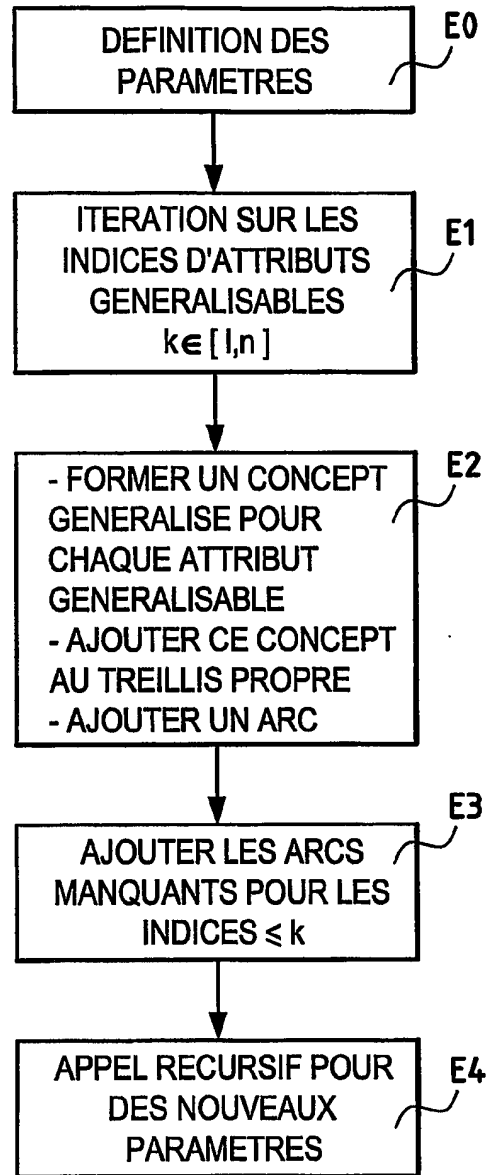 DEFINITION DES
PARAMETRES
E0
ITERATION SUR LES
INDICES D'ATTRIBUTS
GENERALISABLES
k∈[l,n]
E1
- FORMER UN CONCEPT
GENERALISE POUR
CHAQUE ATTRIBUT
GENERALISABLE
- AJOUTER CE CONCEPT
AU TREILLIS PROPRE
- AJOUTER UN ARC
E2
AJOUTER LES ARCS
MANQUANTS POUR LES
INDICES ⩽ k
E3
APPEL RECURSIF POUR
DES NOUVEAUX
PARAMETRES
E4